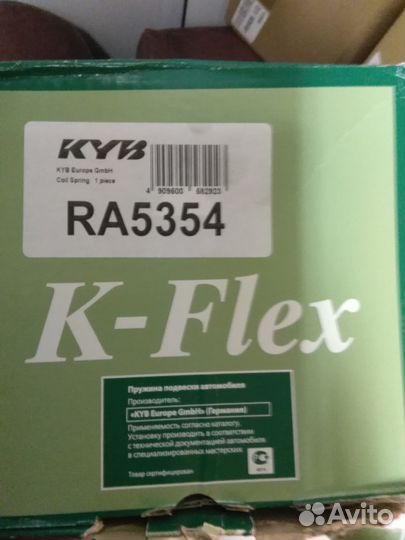 KYB
KYB Europe GmbH
Coil Spring 1 piece
4 909600 682903
RA5354
K-Flex
Пружина подвески автомобиля
Производитель:
«KYB Europe GmbH» (Германия)
Применяемость согласно каталогу.
Установку производить в соответствии
с технической документацией автомобиля
в специализированных мастерских.
Товар сертифицирован.
Avito